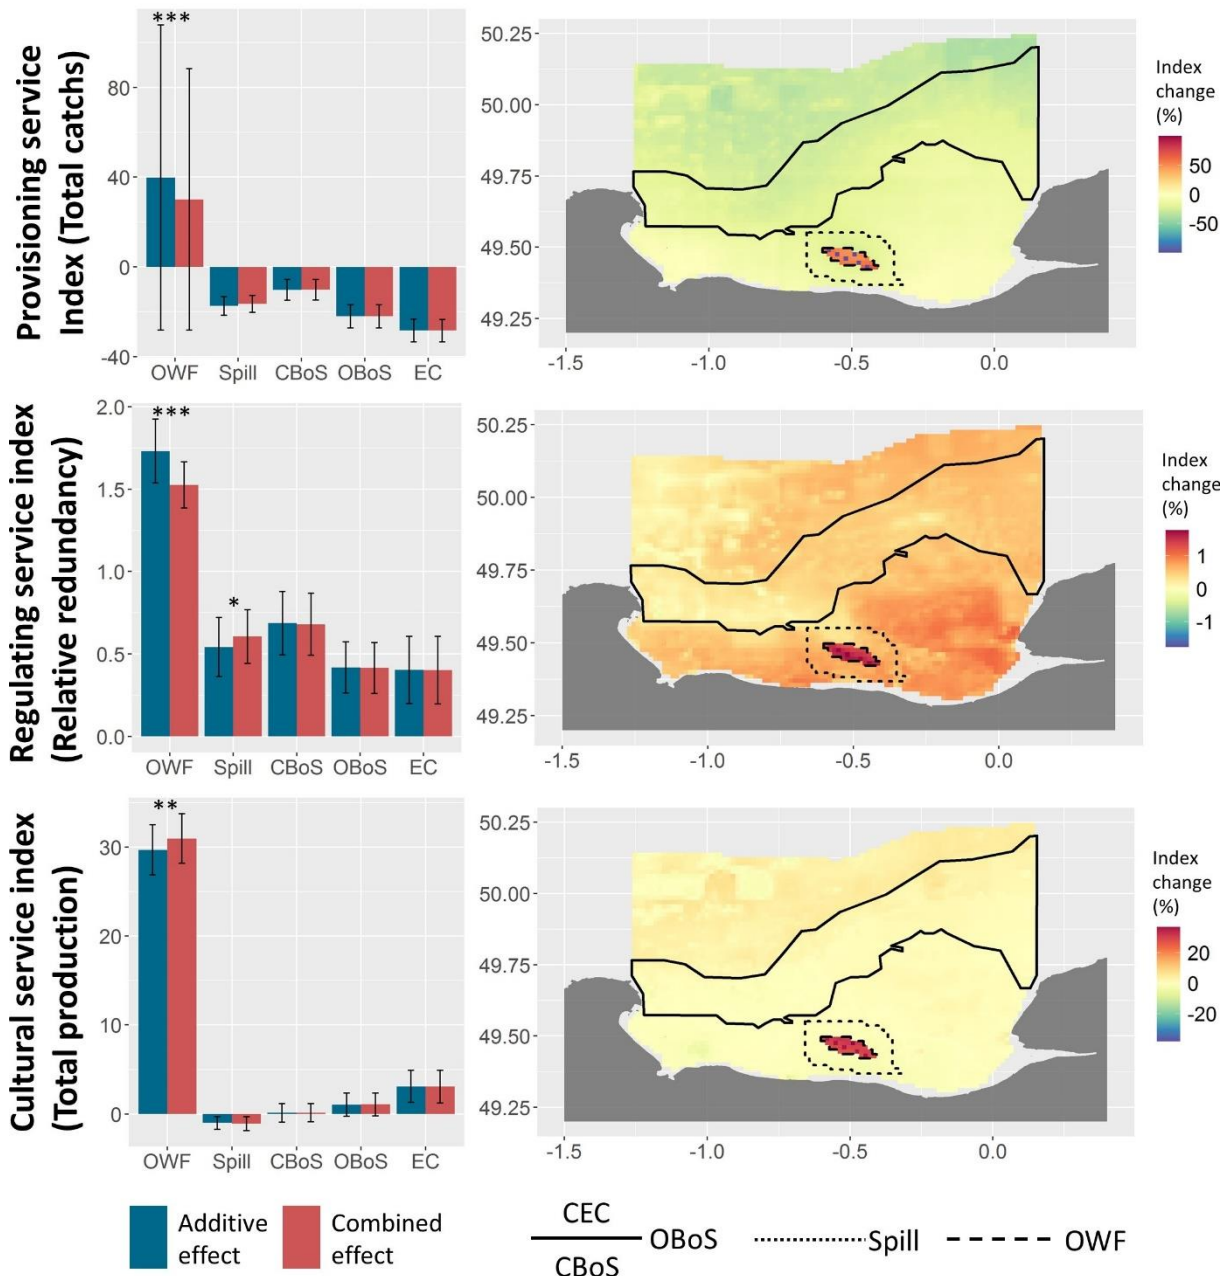 Provisioning service
Index (Total catchs)
80
40
0
-40
***
OWF Spill CBoS OBoS EC
50.25
50.00
49.75
49.50
49.25
-1.5 -1.0 -0.5 0.0
Index
change
(%)
50
0
-50
Regulating service index
(Relative redundancy)
2.0
1.5
1.0
0.5
0.0
***
*
OWF Spill CBoS OBoS EC
50.25
50.00
49.75
49.50
49.25
-1.5 -1.0 -0.5 0.0
Index
change
(%)
1
0
-1
Cultural service index
(Total production)
30
20
10
0
**
OWF Spill CBoS OBoS EC
50.25
50.00
49.75
49.50
49.25
-1.5 -1.0 -0.5 0.0
Index
change
(%)
20
0
-20
Additive
effect
Combined
effect
CEC
CBoS
OBoS
Spill
OWF